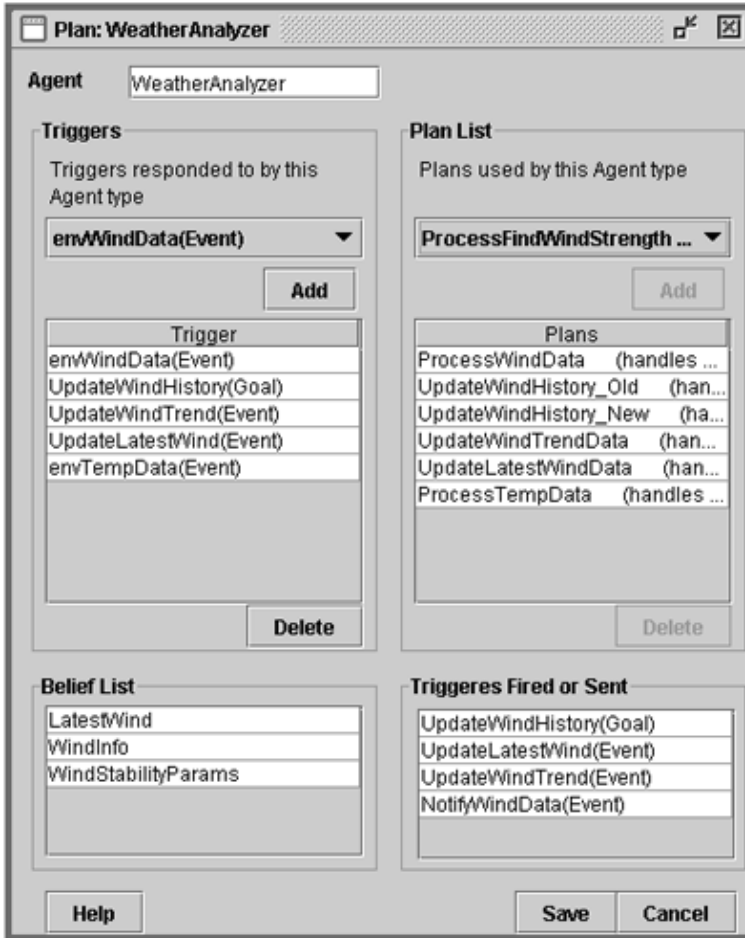 Plan: WeatherAnalyzer
Agent
WeatherAnalyzer
Triggers
Triggers responded to by this
Agent type
envWindData(Event)
Add
Trigger
envWindData(Event)
UpdateWindHistory(Goal)
UpdateWindTrend(Event)
UpdateLatestWind(Event)
envTempData(Event)
Delete
Plan List
Plans used by this Agent type
ProcessFindWindStrength ...
Add
Plans
ProcessWindData (handles ...
UpdateWindHistory_Old (han...
UpdateWindHistory_New (ha...
UpdateWindTrendData (han...
UpdateLatestWindData (han...
ProcessTempData (handles ...
Delete
Belief List
LatestWind
WindInfo
WindStabilityParams
Triggeres Fired or Sent
UpdateWindHistory(Goal)
UpdateLatestWind(Event)
UpdateWindTrend(Event)
NotifyWindData(Event)
Help
Save
Cancel